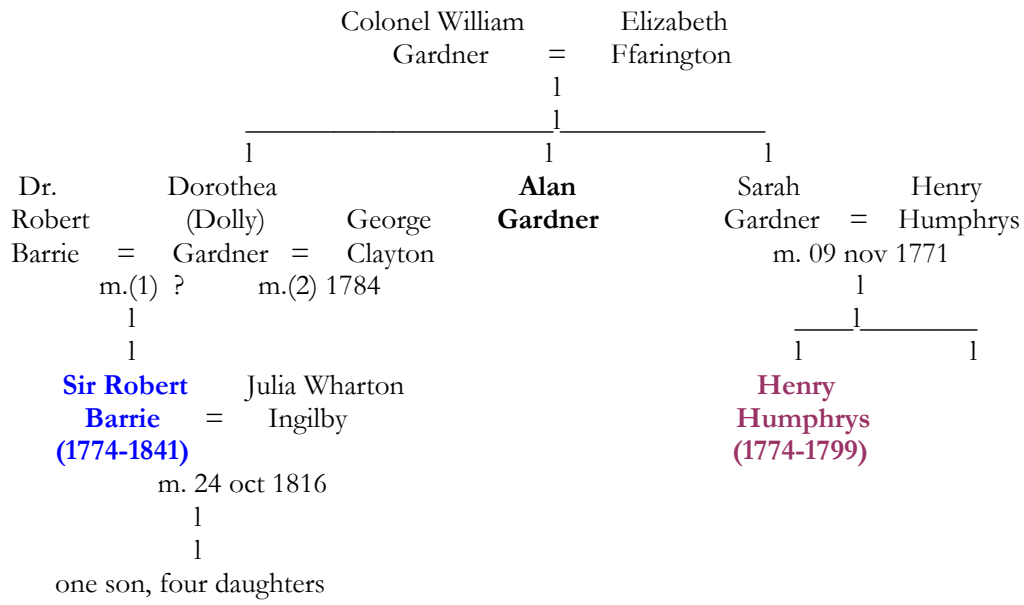 Colonel William Elizabeth
Gardner = Ffarington
l
l
l l l
Dr. Dorothea Alan Sarah Henry
Robert (Dolly) George Gardner Gardner = Humphrys
Barrie = Gardner = Clayton m. 09 nov 1771
m.(1) ? m.(2) 1784 l
l l
l l l
Sir Robert Julia Wharton Henry
Barrie = Ingilby Humphrys
(1774-1841) (1774-1799)
m. 24 oct 1816
l
l
one son, four daughters